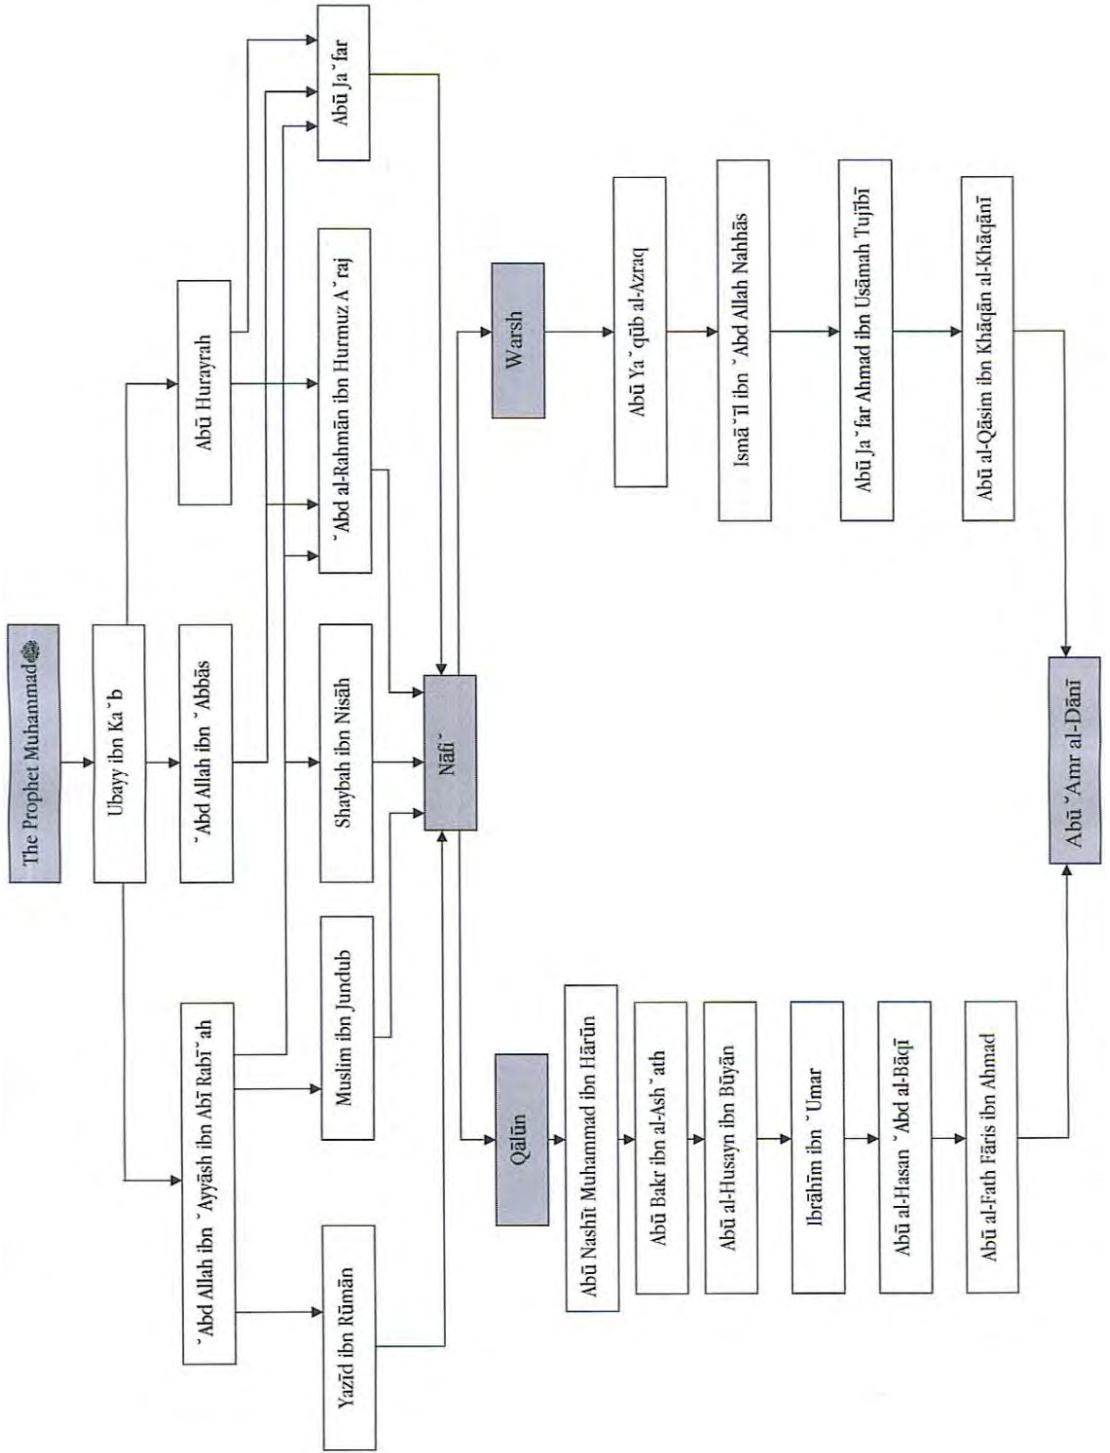 The Prophet Muhammadﷺ
Ubayy ibn Ka˘b
˘Abd Allah ibn ˘Ayyāsh ibn Abī Rabī˘ah
˘Abd Allah ibn ˘Abbās
Abū Hurayrah
Yazīd ibn Rūmān
Muslim ibn Jundub
Shaybah ibn Nisāh
˘Abd al-Rahmān ibn Hurmuz A˘raj
Abū Ja˘far
Nāfi˘
Qālūn
Abū Nashīt Muhammad ibn Hārūn
Abū Bakr ibn al-Ash˘ath
Abū al-Husayn ibn Būyān
Ibrāhīm ibn ˘Umar
Abū al-Hasan ˘Abd al-Bāqī
Abū al-Fath Fāris ibn Ahmad
Warsh
Abū Ya˘qūb al-Azraq
Ismā˘īl ibn ˘Abd Allah Nahhās
Abū Ja˘far Ahmad ibn Usāmah Tujībī
Abū al-Qāsim ibn Khāqān al-Khāqānī
Abū ˘Amr al-Dānī